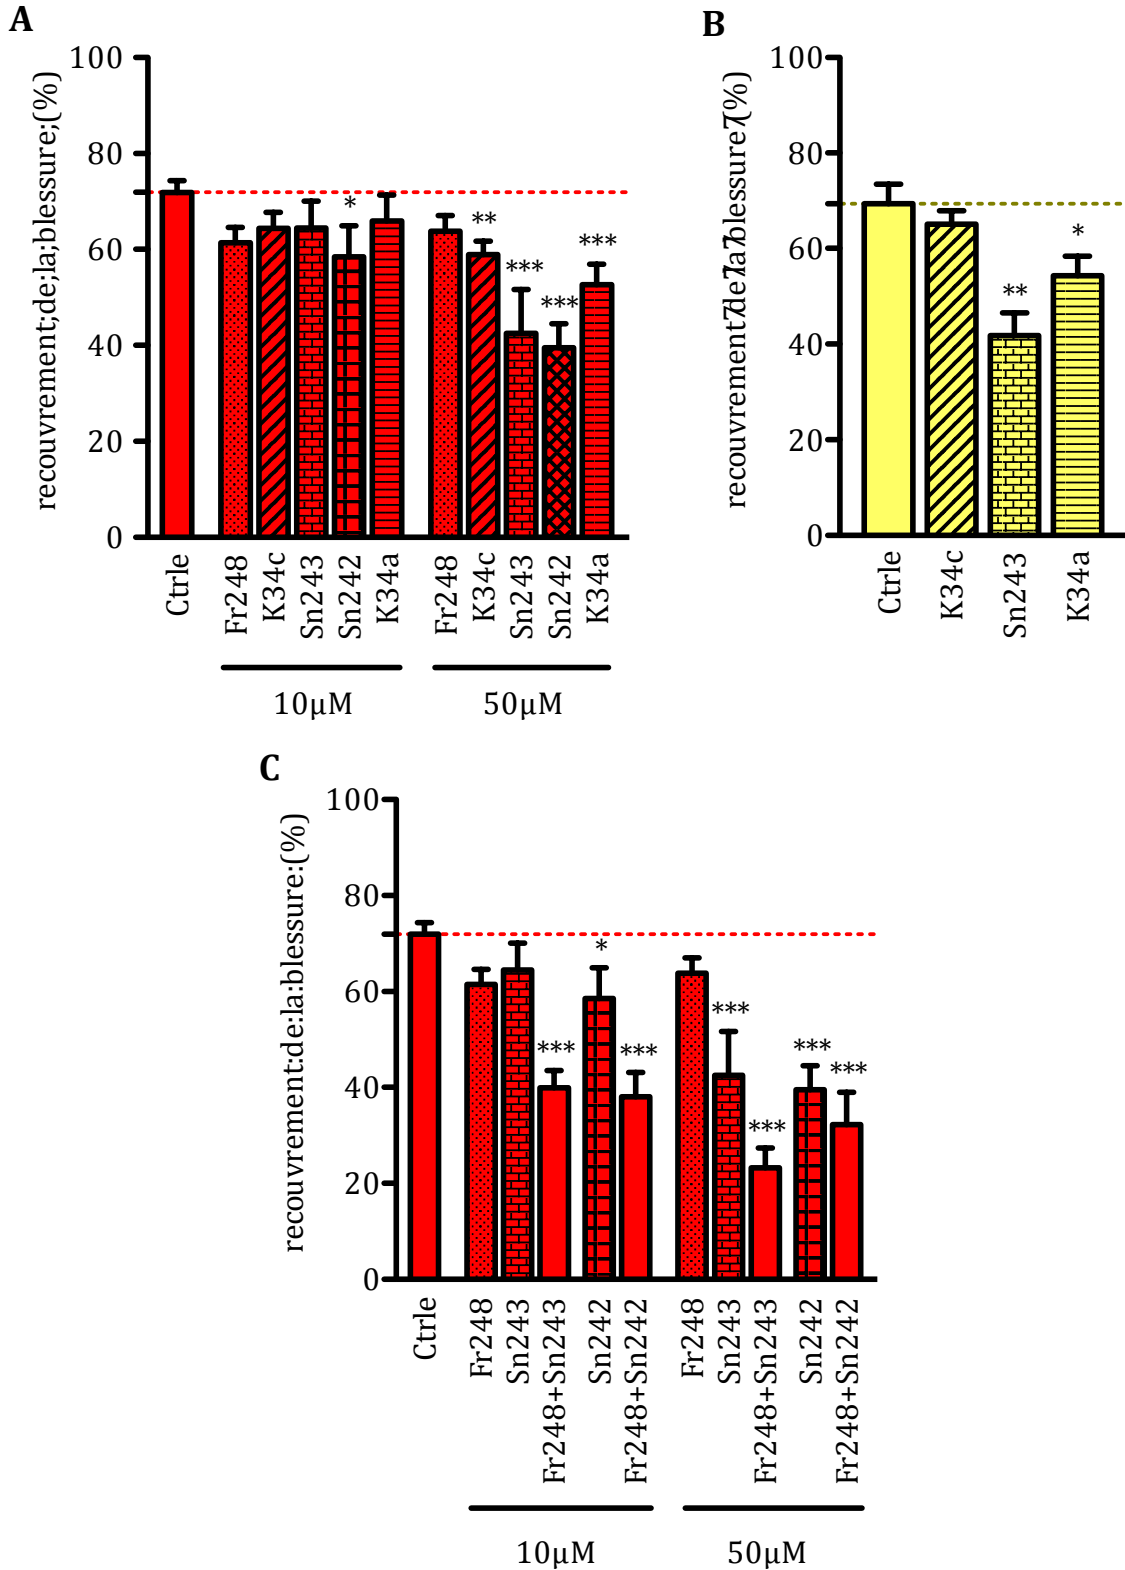 A
recouvrement;de;la;blessure;(%)
100
80
60
40
20
0
*
**
***
***
***
Ctrle
Fr248
K34c
Sn243
Sn242
K34a
Fr248
K34c
Sn243
Sn242
K34a
10µM
50µM
B
recouvrement7de7la7blessure7(%)
100
80
60
40
20
0
**
*
Ctrle
K34c
Sn243
K34a
C
recouvrement:de:la:blessure:(%)
100
80
60
40
20
0
***
*
***
***
***
***
***
Ctrle
Fr248
Sn243
Fr248+Sn243
Sn242
Fr248+Sn242
Fr248
Sn243
Fr248+Sn243
Sn242
Fr248+Sn242
10µM
50µM